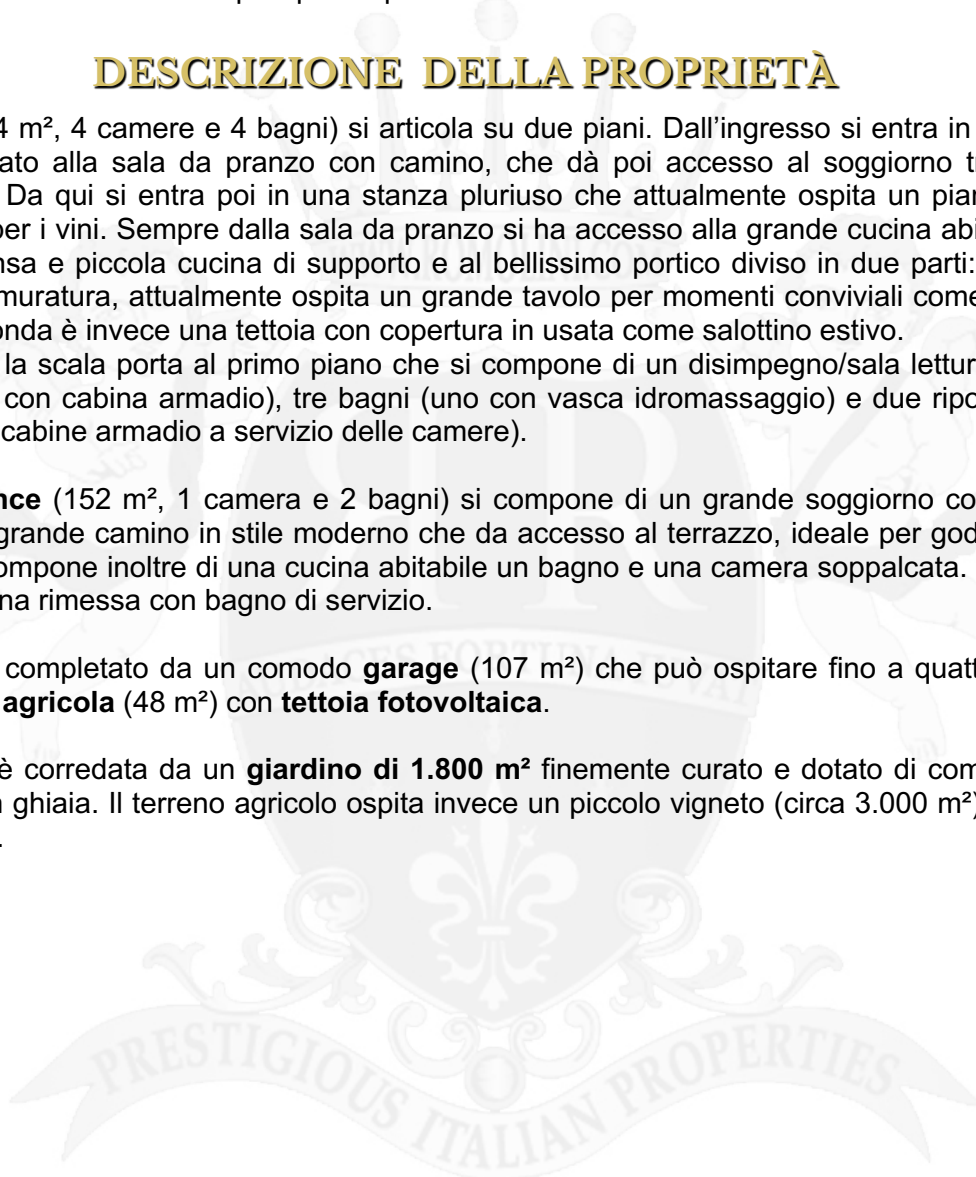 DESCRIZIONE DELLA PROPRIETÀ
4 m², 4 camere e 4 bagni) si articola su due piani. Dall’ingresso si entra in
ato alla sala da pranzo con camino, che dà poi accesso al soggiorno
Da qui si entra poi in una stanza pluriuso che attualmente ospita un
per i vini. Sempre dalla sala da pranzo si ha accesso alla grande cucina
nsa e piccola cucina di supporto e al bellissimo portico diviso in due parti:
muratura, attualmente ospita un grande tavolo per momenti conviviali come
onda è invece una tettoia con copertura in usata come salottino estivo.
la scala porta al primo piano che si compone di un disimpegno/sala lettur
con cabina armadio), tre bagni (uno con vasca idromassaggio) e due ripo
cabine armadio a servizio delle camere).
nce (152 m², 1 camera e 2 bagni) si compone di un grande soggiorno co
grande camino in stile moderno che da accesso al terrazzo, ideale per god
ompone inoltre di una cucina abitabile un bagno e una camera soppalcata.
na rimessa con bagno di servizio.
completato da un comodo garage (107 m²) che può ospitare fino a quatt
agricola (48 m²) con tettoia fotovoltaica.
è corredata da un giardino di 1.800 m² finemente curato e dotato di com
ghiaia. Il terreno agricolo ospita invece un piccolo vigneto (circa 3.000 m²)
.
PRESTIGIOUS ITALIAN PROPERTIES